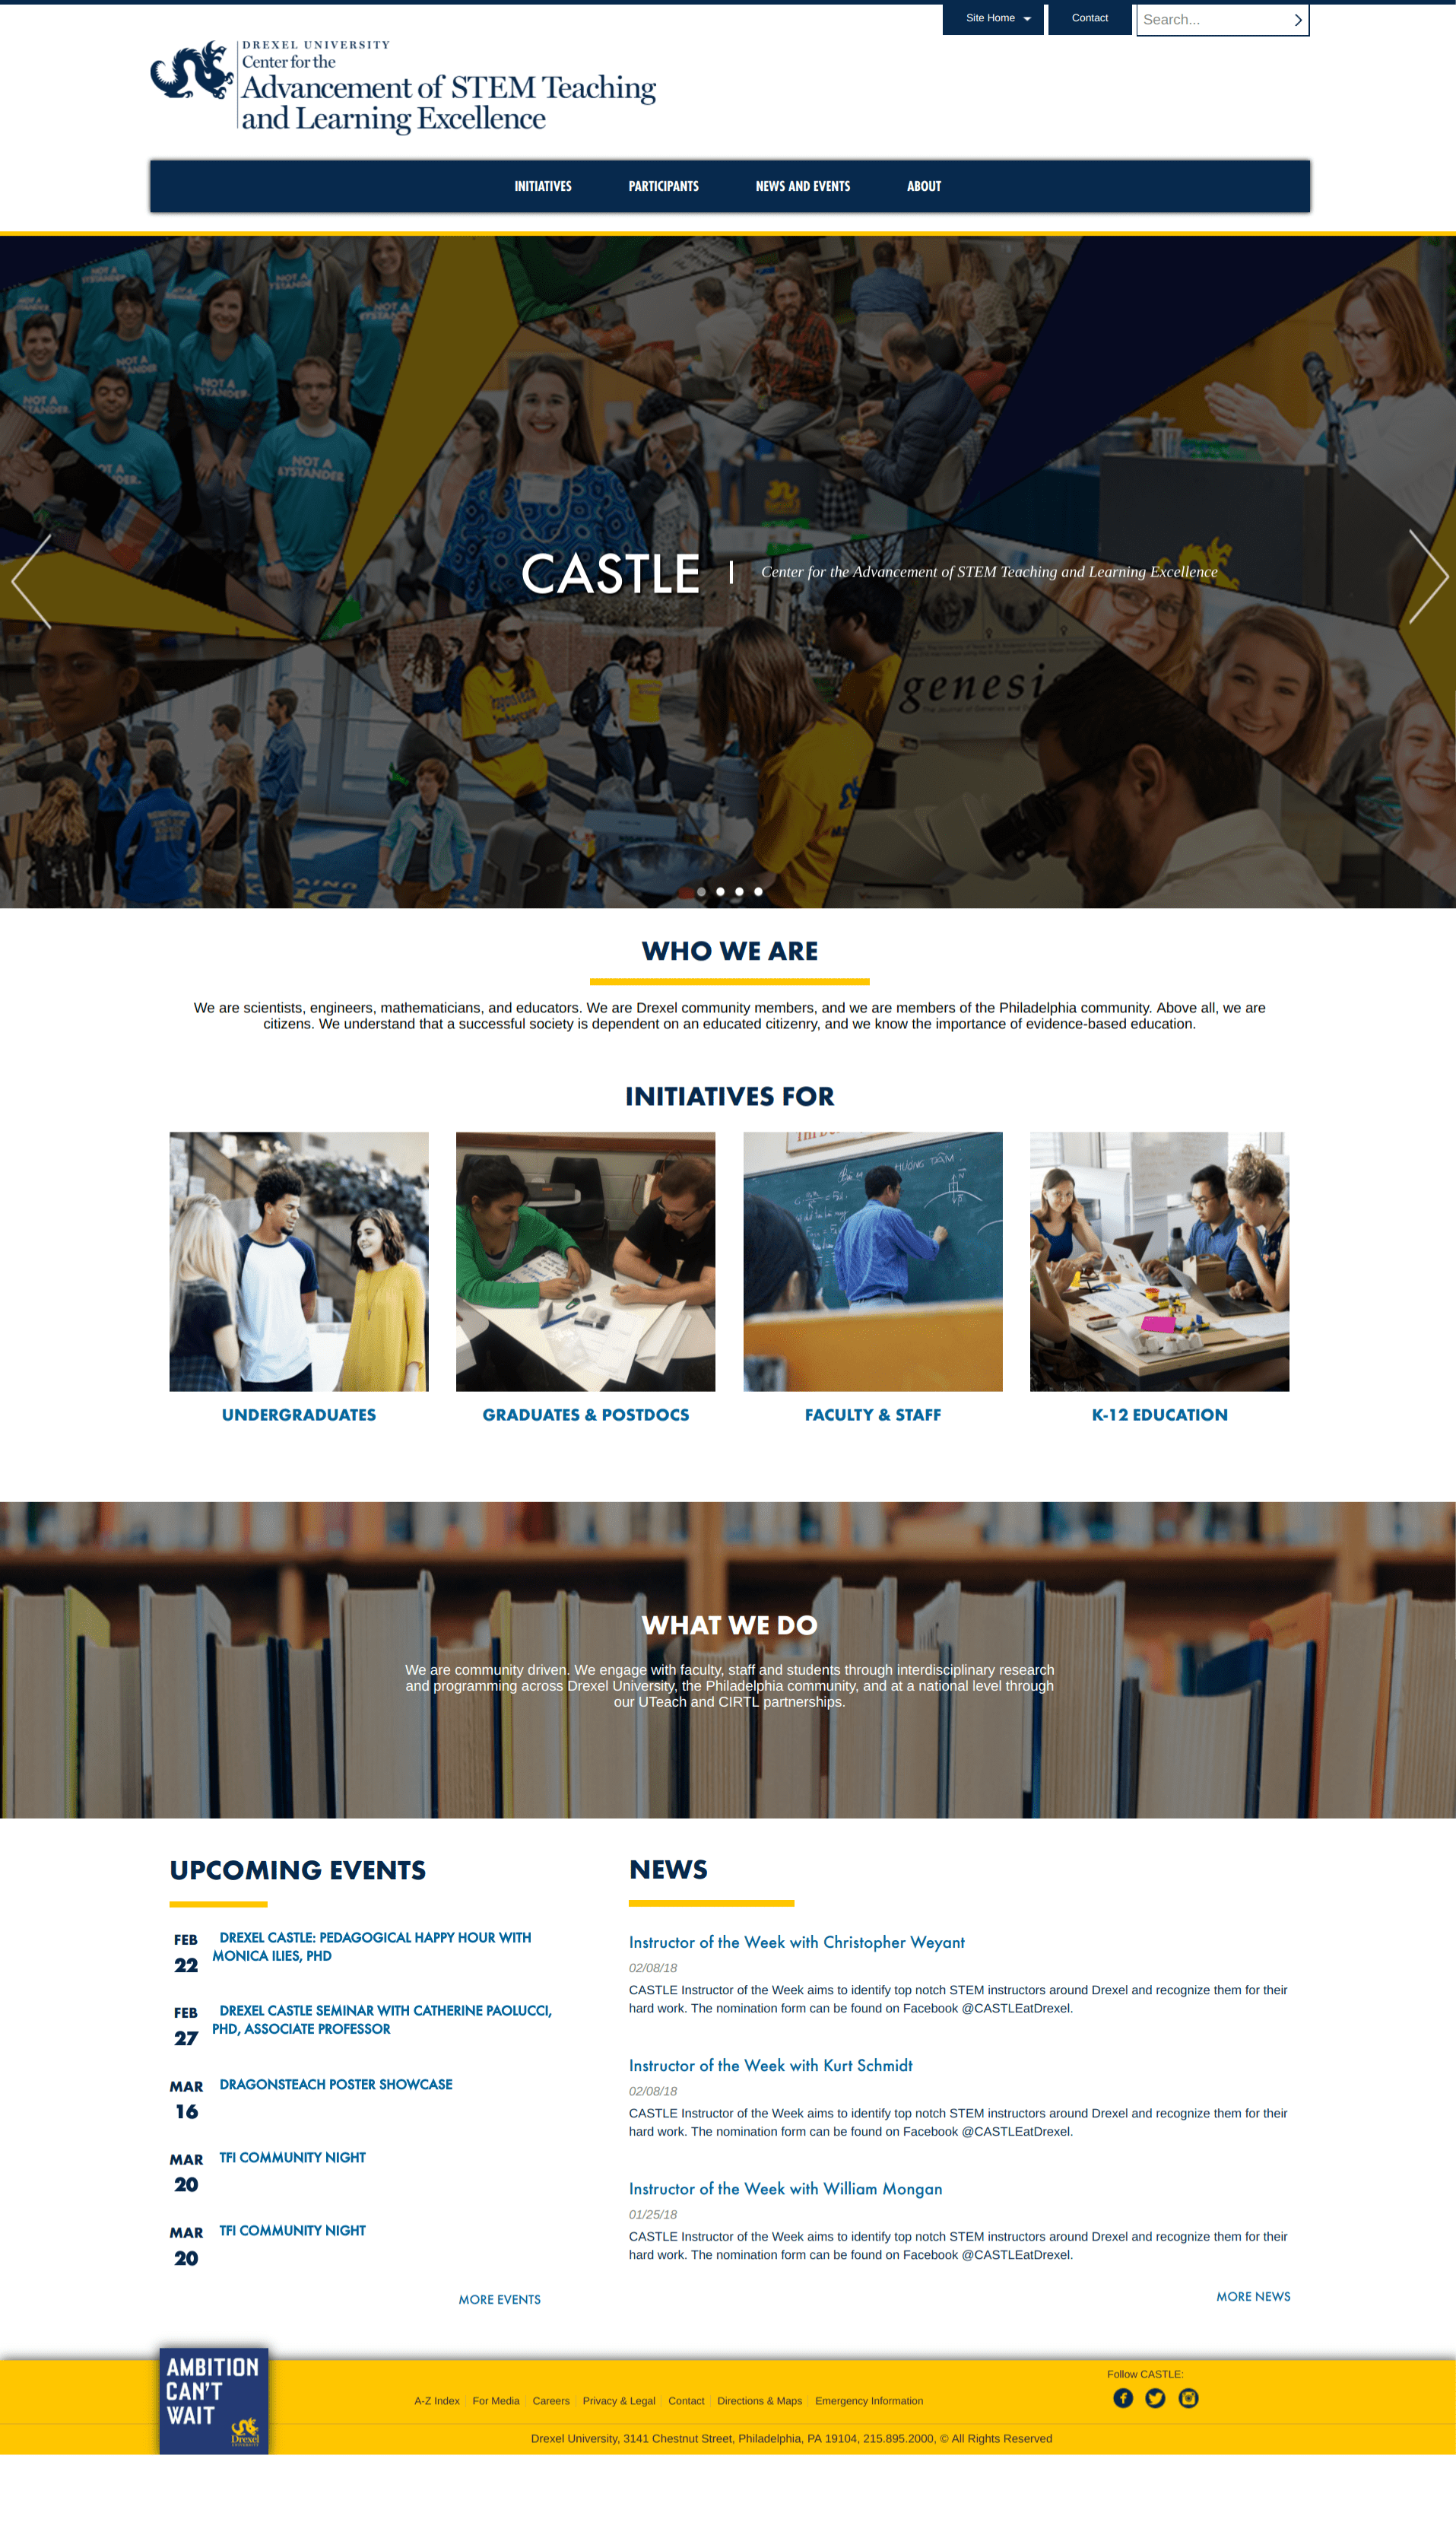 Site Home
Contact
Search...
DREXEL UNIVERSITY
Center for the
Advancement of STEM Teaching
and Learning Excellence
INITIATIVES
PARTICIPANTS
NEWS AND EVENTS
ABOUT
NOT A
NOT A
NOT A
NOT A
NOT A
NOT A
NOT A
YSTANDER
CASTLE
Center for the Advancement of STEM Teaching and Learning Excellence
genesis
WHO WE ARE
We are scientists, engineers, mathematicians, and educators. We are Drexel community members, and we are members of the Philadelphia community. Above all, we are
citizens. We understand that a successful society is dependent on an educated citizenry, and we know the importance of evidence-based education.
INITIATIVES FOR
HƯỚNG TÂM
UNDERGRADUATES
GRADUATES & POSTDOCS
FACULTY & STAFF
K-12 EDUCATION
WHAT WE DO
We are community driven. We engage with faculty, staff and students through interdisciplinary research
and programming across Drexel University, the Philadelphia community, and at a national level through
our UTeach and CIRTL partnerships.
UPCOMING EVENTS
FEB
22
DREXEL CASTLE: PEDAGOGICAL HAPPY HOUR WITH
MONICA ILIES, PHD
FEB
27
DREXEL CASTLE SEMINAR WITH CATHERINE PAOLUCCI,
PHD, ASSOCIATE PROFESSOR
MAR
16
DRAGONSTEACH POSTER SHOWCASE
MAR
20
TFI COMMUNITY NIGHT
MAR
20
TFI COMMUNITY NIGHT
MORE EVENTS
NEWS
Instructor of the Week with Christopher Weyant
02/08/18
CASTLE Instructor of the Week aims to identify top notch STEM instructors around Drexel and recognize them for their
hard work. The nomination form can be found on Facebook @CASTLEatDrexel.
Instructor of the Week with Kurt Schmidt
02/08/18
CASTLE Instructor of the Week aims to identify top notch STEM instructors around Drexel and recognize them for their
hard work. The nomination form can be found on Facebook @CASTLEatDrexel.
Instructor of the Week with William Mongan
01/25/18
CASTLE Instructor of the Week aims to identify top notch STEM instructors around Drexel and recognize them for their
hard work. The nomination form can be found on Facebook @CASTLEatDrexel.
MORE NEWS
AMBITION
CAN'T
WAIT
Drexel
UNIVERSITY
A-Z Index
For Media
Careers
Privacy & Legal
Contact
Directions & Maps
Emergency Information
Follow CASTLE:
Drexel University, 3141 Chestnut Street, Philadelphia, PA 19104, 215.895.2000, © All Rights Reserved